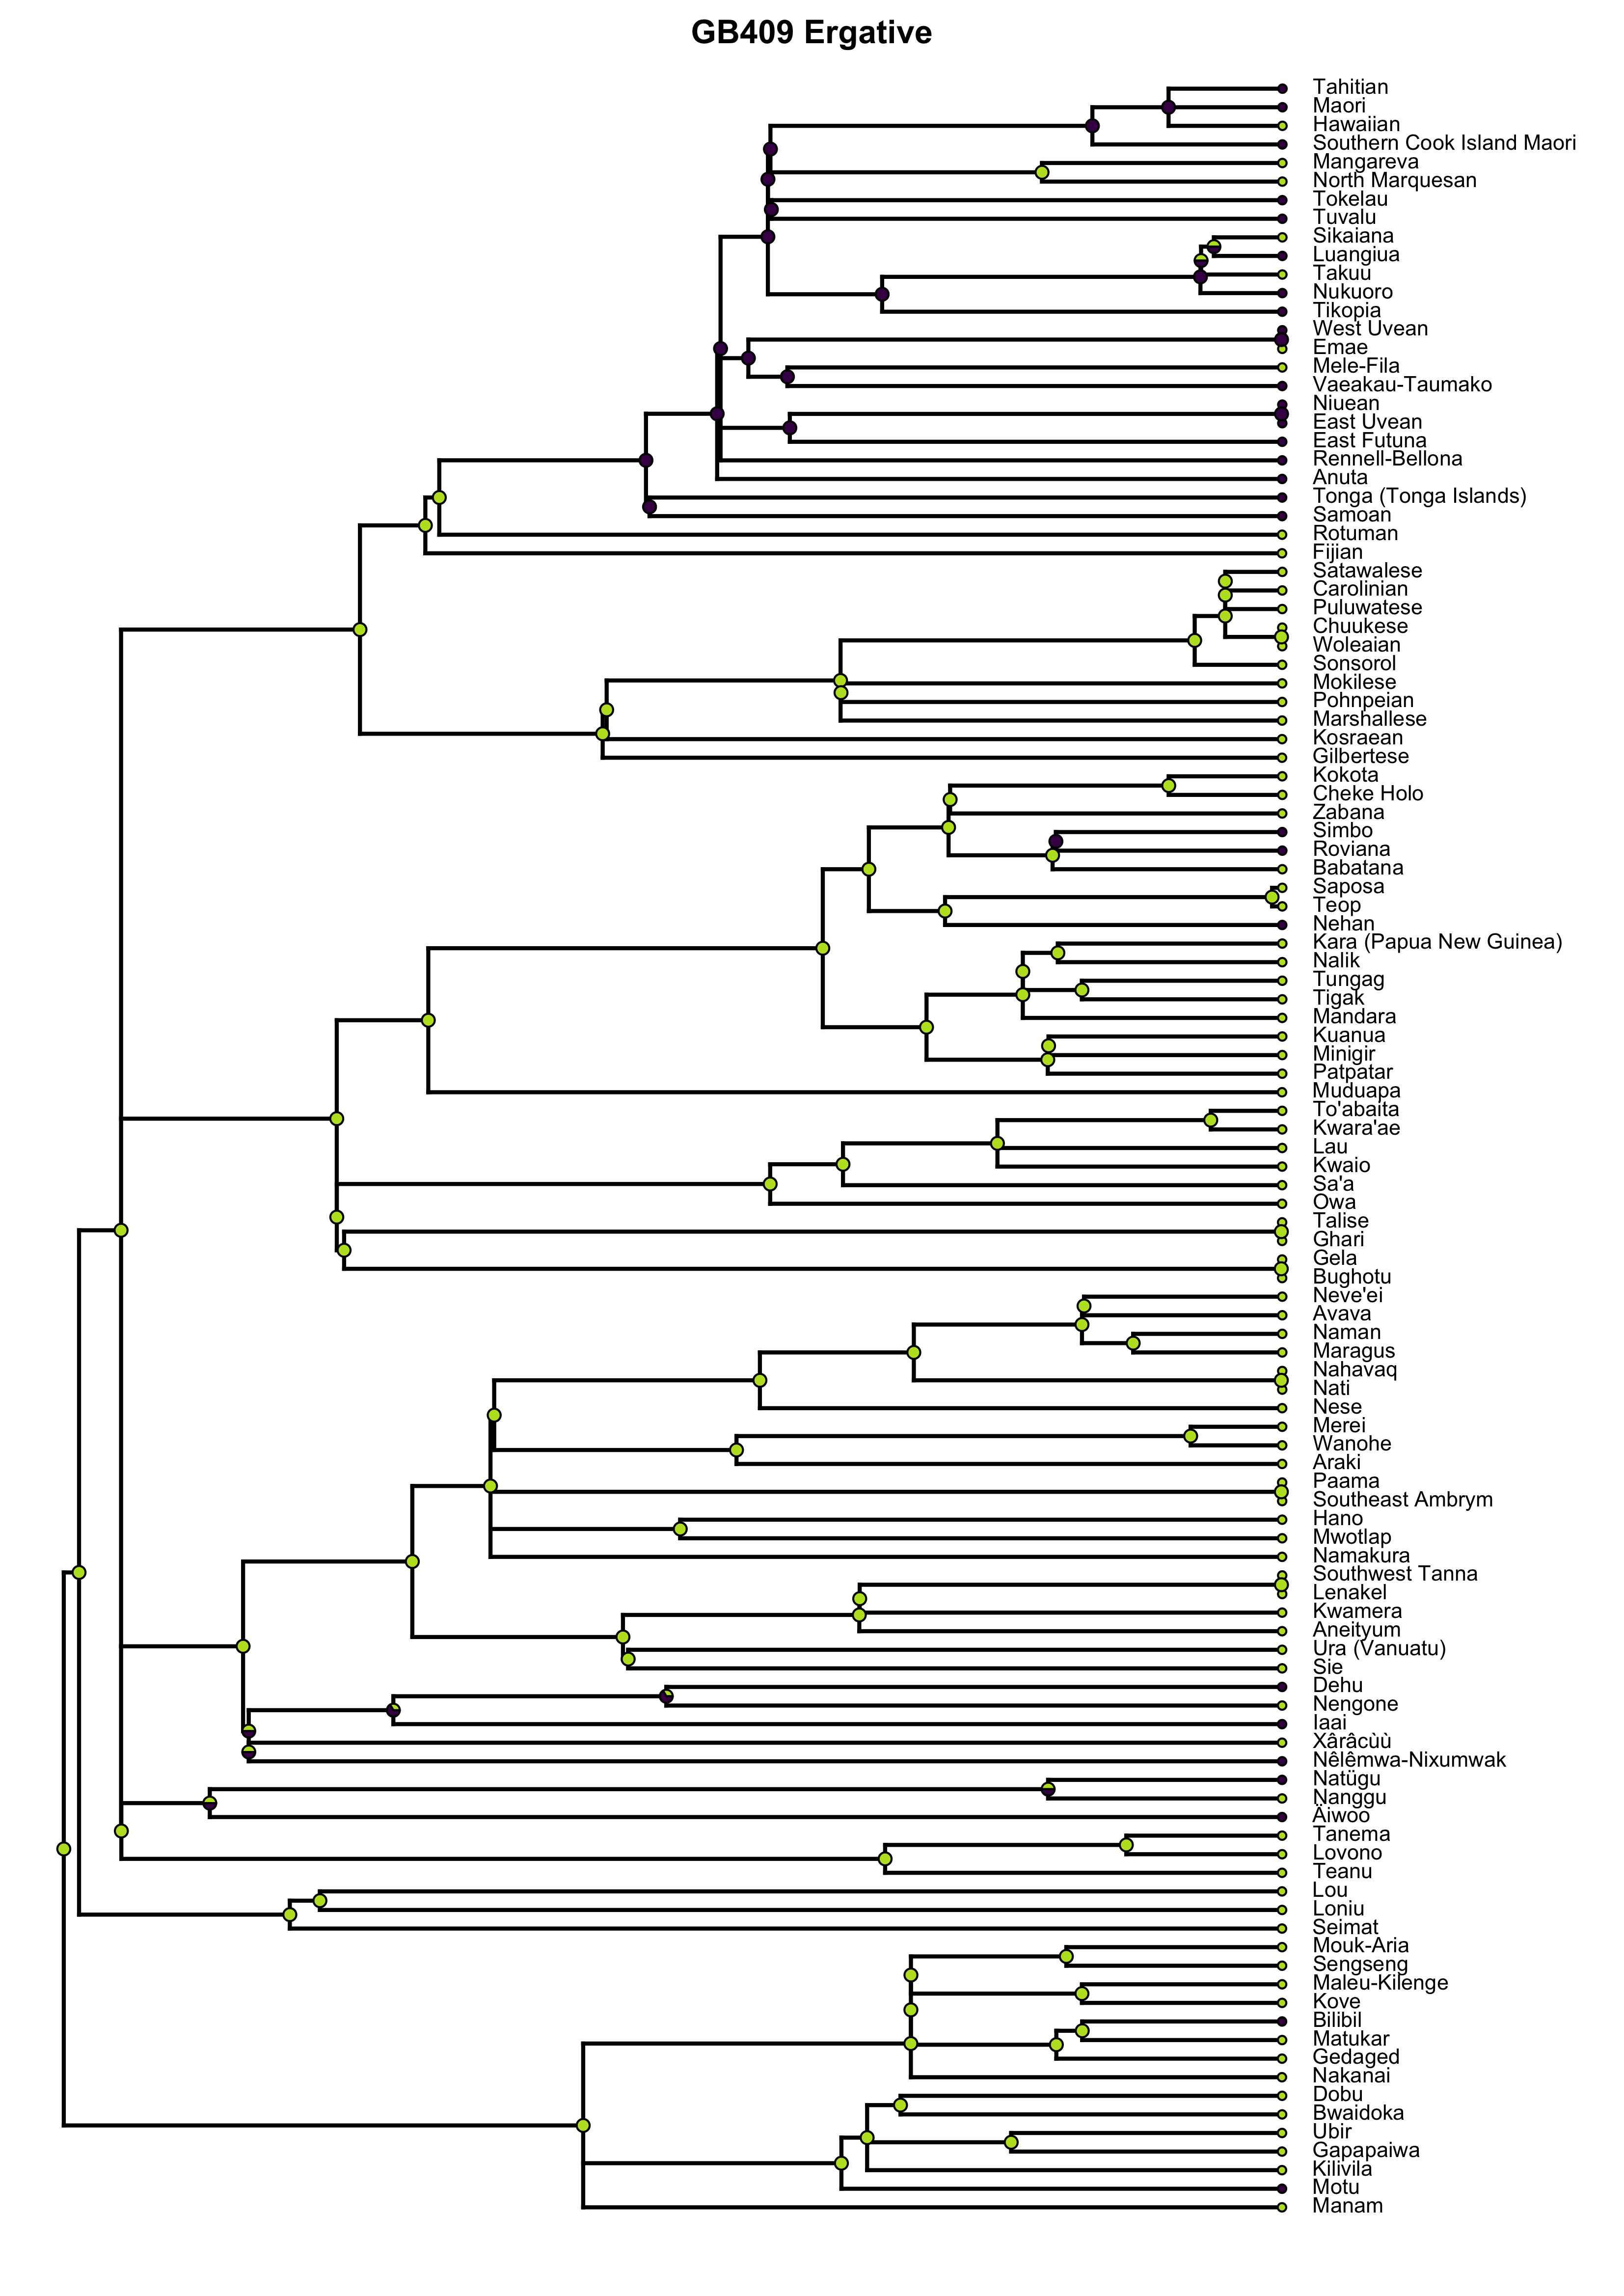 GB409 Ergative
Tahitian
Maori
Hawaiian
Southern Cook Island Maori
Mangareva
North Marquesan
Tokelau
Tuvalu
Sikaiana
Luangiua
Takuu
Nukuoro
Tikopia
West Uvean
Emae
Mele-Fila
Vaeakau-Taumako
Niuean
East Uvean
East Futuna
Rennell-Bellona
Anuta
Tonga (Tonga Islands)
Samoan
Rotuman
Fijian
Satawalese
Carolinian
Puluwatese
Chuukese
Woleaian
Sonsorol
Mokilese
Pohnpeian
Marshallese
Kosraean
Gilbertese
Kokota
Cheke Holo
Zabana
Simbo
Roviana
Babatana
Saposa
Teop
Nehan
Kara (Papua New Guinea)
Nalik
Tungag
Tigak
Mandara
Kuanua
Minigir
Patpatar
Muduapa
To'abaita
Kwara'ae
Lau
Kwaio
Sa'a
Owa
Talise
Ghari
Gela
Bughotu
Neve'ei
Avava
Naman
Maragus
Nahavaq
Nati
Nese
Merei
Wanohe
Araki
Paama
Southeast Ambrym
Hano
Mwotlap
Namakura
Southwest Tanna
Lenakel
Kwamera
Aneityum
Ura (Vanuatu)
Sie
Dehu
Nengone
Iaai
Xârâcùù
Nêlêmwa-Nixumwak
Natügu
Nanggu
Äiwoo
Tanema
Lovono
Teanu
Lou
Loniu
Seimat
Mouk-Aria
Sengseng
Maleu-Kilenge
Kove
Bilibil
Matukar
Gedaged
Nakanai
Dobu
Bwaidoka
Ubir
Gapapaiwa
Kilivila
Motu
Manam